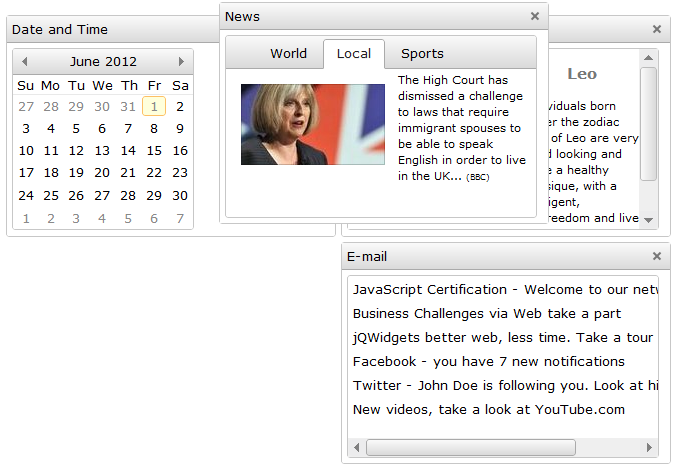 Date and Time
June 2012
Su Mo Tu We Th Fr Sa
27 28 29 30 31 1 2
3 4 5 6 7 8 9
10 11 12 13 14 15 16
17 18 19 20 21 22 23
24 25 26 27 28 29 30
1 2 3 4 5 6 7
News
World Local Sports
The High Court has
dismissed a challenge
to laws that require
immigrant spouses to
be able to speak
English in order to live
in the UK... (BBC)
Leo
born
the zodiac
of Leo are very
looking and
a healthy
with a
and live
E-mail
JavaScript Certification - Welcome to our
Business Challenges via Web take a part
jQWidgets better web, less time. Take a tour
Facebook - you have 7 new notifications
Twitter - John Doe is following you. Look at
New videos, take a look at YouTube.com